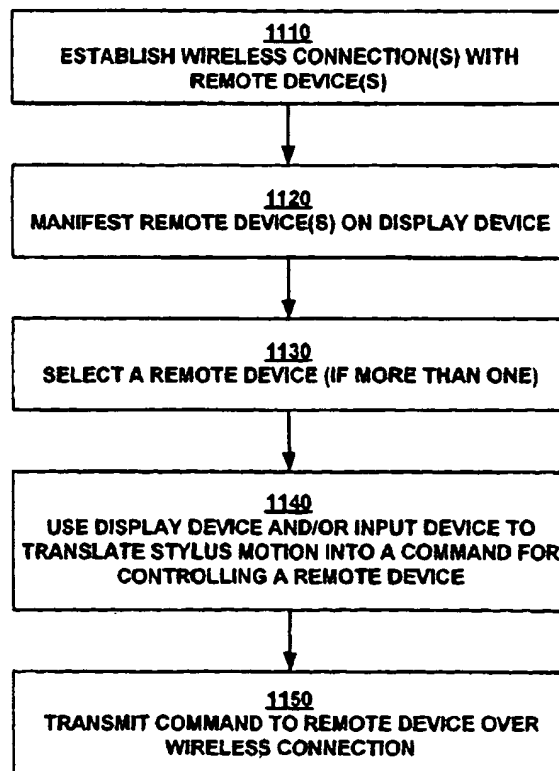 1110
ESTABLISH WIRELESS CONNECTION(S) WITH
REMOTE DEVICE(S)
1120
MANIFEST REMOTE DEVICE(S) ON DISPLAY DEVICE
1130
SELECT A REMOTE DEVICE (IF MORE THAN ONE)
1140
USE DISPLAY DEVICE AND/OR INPUT DEVICE TO
TRANSLATE STYLUS MOTION INTO A COMMAND FOR
CONTROLLING A REMOTE DEVICE
1150
TRANSMIT COMMAND TO REMOTE DEVICE OVER
WIRELESS CONNECTION